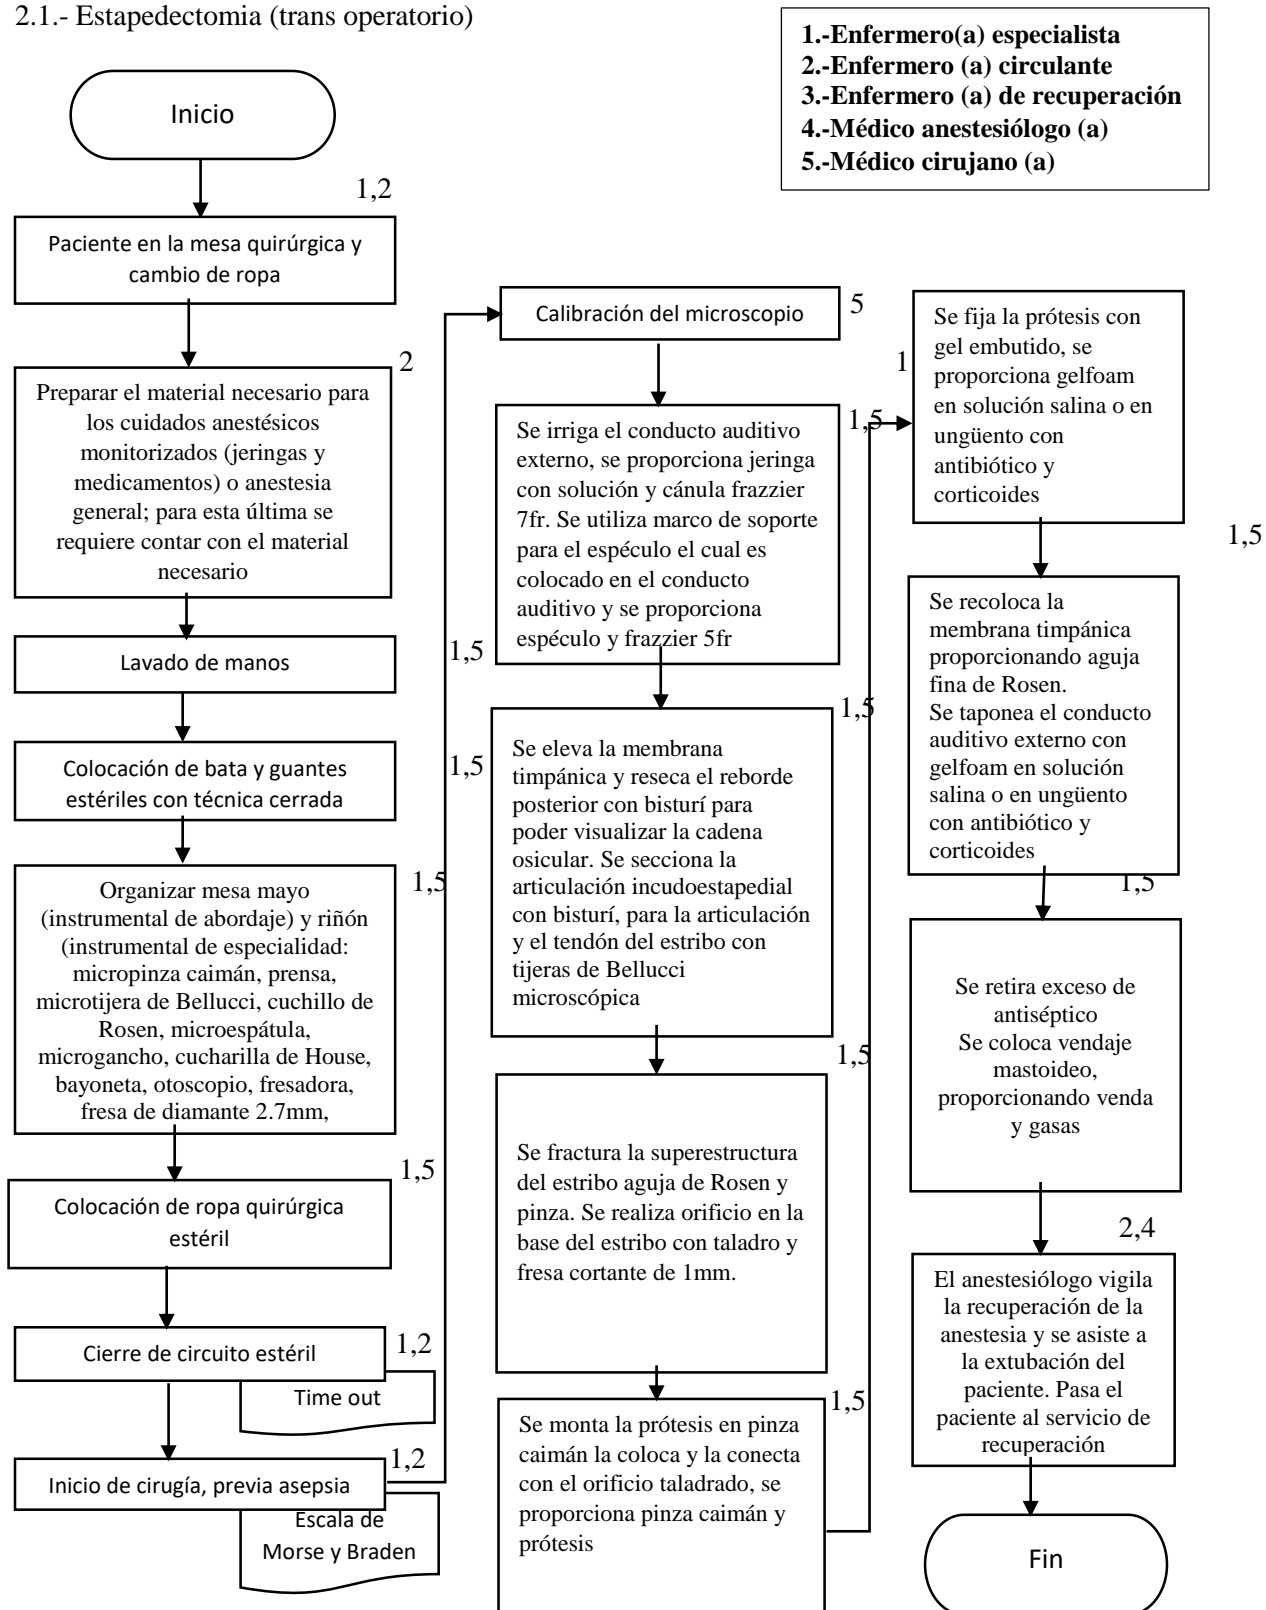 2.1.- Estapedectomia (trans operatorio)
1.-Enfermero(a) especialista
2.-Enfermero (a) circulante
3.-Enfermero (a) de recuperación
4.-Médico anestesiólogo (a)
5.-Médico cirujano (a)
Inicio
1,2
Paciente en la mesa quirúrgica y
cambio de ropa
2
Preparar el material necesario para
los cuidados anestésicos
monitorizados (jeringas y
medicamentos) o anestesia
general; para esta última se
requiere contar con el material
necesario
1,5
Lavado de manos
1,5
Colocación de bata y guantes
estériles con técnica cerrada
1,5
Organizar mesa mayo
(instrumental de abordaje) y riñón
(instrumental de especialidad:
micropinza caimán, prensa,
microtijera de Bellucci, cuchillo de
Rosen, microespátula,
microgancho, cucharilla de House,
bayoneta, otoscopio, fresadora,
fresa de diamante 2.7mm,
1,5
Colocación de ropa quirúrgica
estéril
1,2
Cierre de circuito estéril
Time out
1,2
Inicio de cirugía, previa asepsia
Escala de
Morse y Braden
5
Calibración del microscopio
1,5
Se irriga el conducto auditivo
externo, se proporciona jeringa
con solución y cánula frazzier
7fr. Se utiliza marco de soporte
para el espéculo el cual es
colocado en el conducto
auditivo y se proporciona
espéculo y frazzier 5fr
1,5
Se eleva la membrana
timpánica y reseca el reborde
posterior con bisturí para
poder visualizar la cadena
osicular. Se secciona la
articulación incudoestapedial
con bisturí, para la articulación
y el tendón del estribo con
tijeras de Bellucci
microscópica
1,5
Se fractura la superestructura
del estribo aguja de Rosen y
pinza. Se realiza orificio en la
base del estribo con taladro y
fresa cortante de 1mm.
1,5
Se monta la prótesis en pinza
caimán la coloca y la conecta
con el orificio taladrado, se
proporciona pinza caimán y
prótesis
1
Se fija la prótesis con
gel embutido, se
proporciona gelfoam
en solución salina o en
ungüento con
antibiótico y
corticoides
1,5
Se recoloca la
membrana timpánica
proporcionando aguja
fina de Rosen.
Se taponea el conducto
auditivo externo con
gelfoam en solución
salina o en ungüento
con antibiótico y
corticoides
1,5
Se retira exceso de
antiséptico
Se coloca vendaje
mastoideo,
proporcionando venda
y gasas
2,4
El anestesiólogo vigila
la recuperación de la
anestesia y se asiste a
la extubación del
paciente. Pasa el
paciente al servicio de
recuperación
Fin